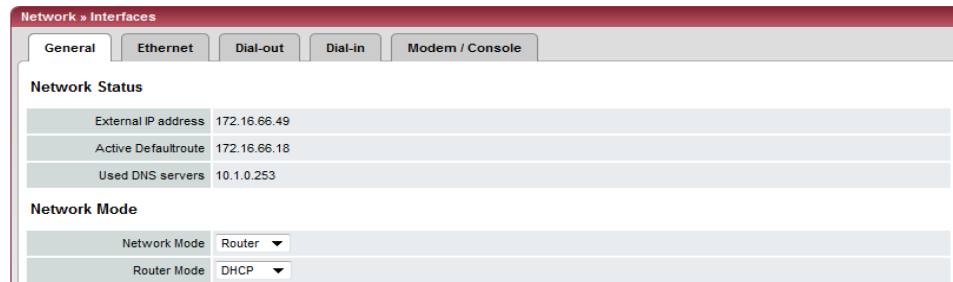 Network » Interfaces
General Ethernet Dial-out Dial-in Modem / Console
Network Status
External IP address 172.16.66.49
Active Defaultroute 172.16.66.18
Used DNS servers 10.1.0.253
Network Mode
Network Mode Router
Router Mode DHCP